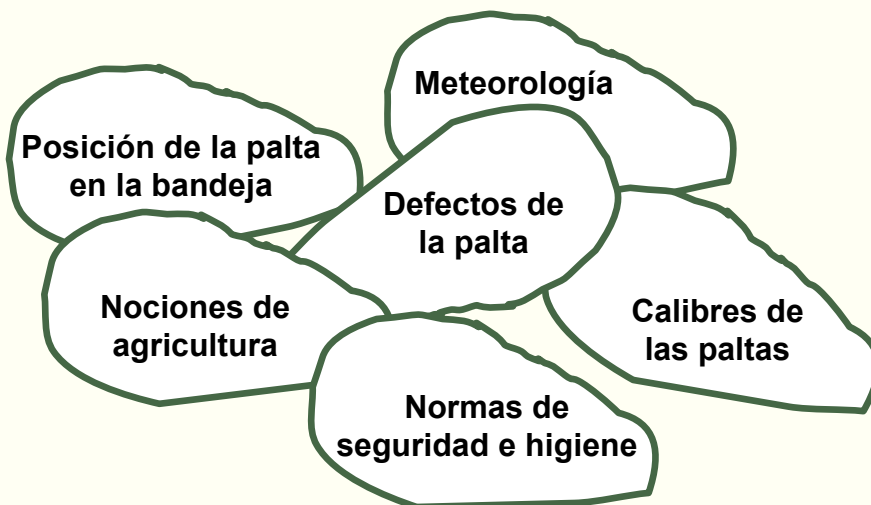 Meteorología
Posición de la palta
en la bandeja
Defectos de
la palta
Nociones de
agricultura
Calibres de
las paltas
Normas de
seguridad e higiene